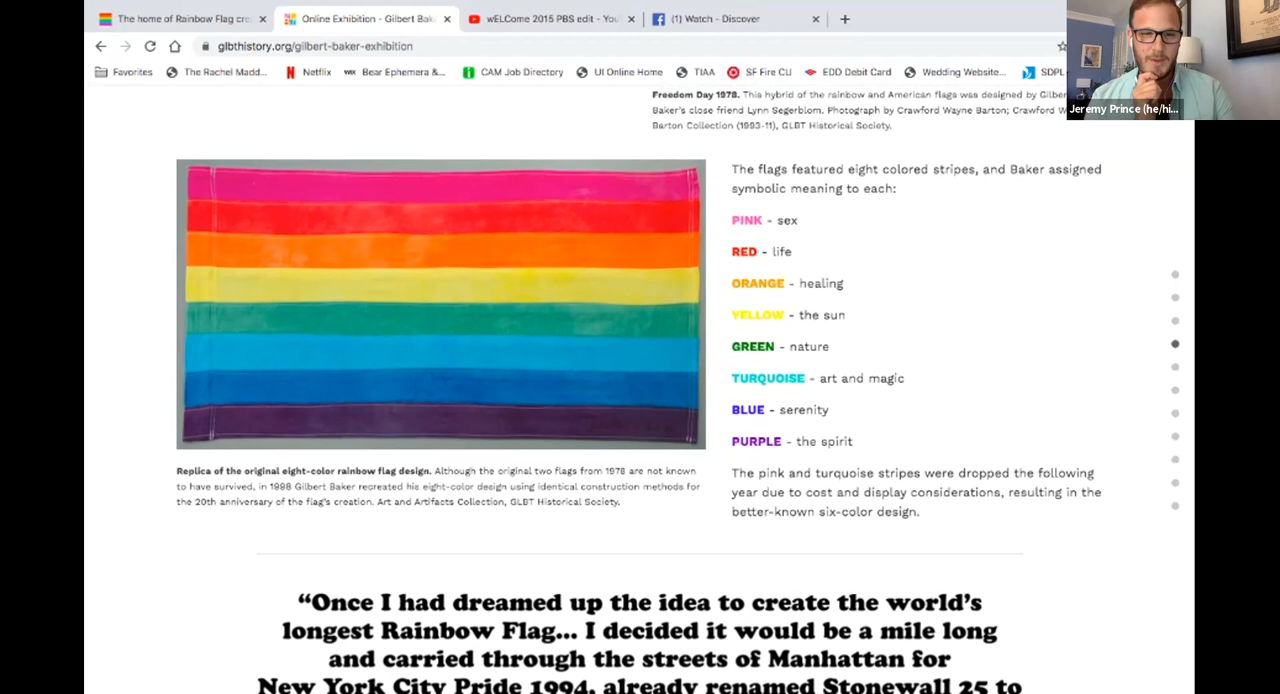 The home of Rainbow Flag cre
Online Exhibition - Gilbert Bak
wELCome 2015 PBS edit - You
(1) Watch - Discover
glbthistory.org/gilbert-baker-exhibition
Favorites
The Rachel Madd...
Netflix
WBX Bear Ephemera &...
CAM Job Directory
UI Online Home
TIAA
SF Fire CU
EDD Debit Card
Wedding Website...
SDPL
Jeremy Prince (he/hi...
Freedom Day 1978. This hybrid of the rainbow and American flags was designed by Gilber
Baker's close friend Lynn Segerblom. Photograph by Crawford Wayne Barton; Crawford W
Barton Collection (1993-11), GLBT Historical Society.
The flags featured eight colored stripes, and Baker assigned
symbolic meaning to each:
PINK - sex
RED - life
ORANGE - healing
YELLOW - the sun
GREEN - nature
TURQUOISE - art and magic
BLUE - serenity
PURPLE - the spirit
The pink and turquoise stripes were dropped the following
year due to cost and display considerations, resulting in the
better-known six-color design.
Replica of the original eight-color rainbow flag design. Although the original two flags from 1978 are not known
to have survived, in 1998 Gilbert Baker recreated his eight-color design using identical construction methods for
the 20th anniversary of the flag's creation. Art and Artifacts Collection, GLBT Historical Society.
“Once I had dreamed up the idea to create the world’s
longest Rainbow Flag... I decided it would be a mile long
and carried through the streets of Manhattan for
New York City Pride 1994, already renamed Stonewall 25 to